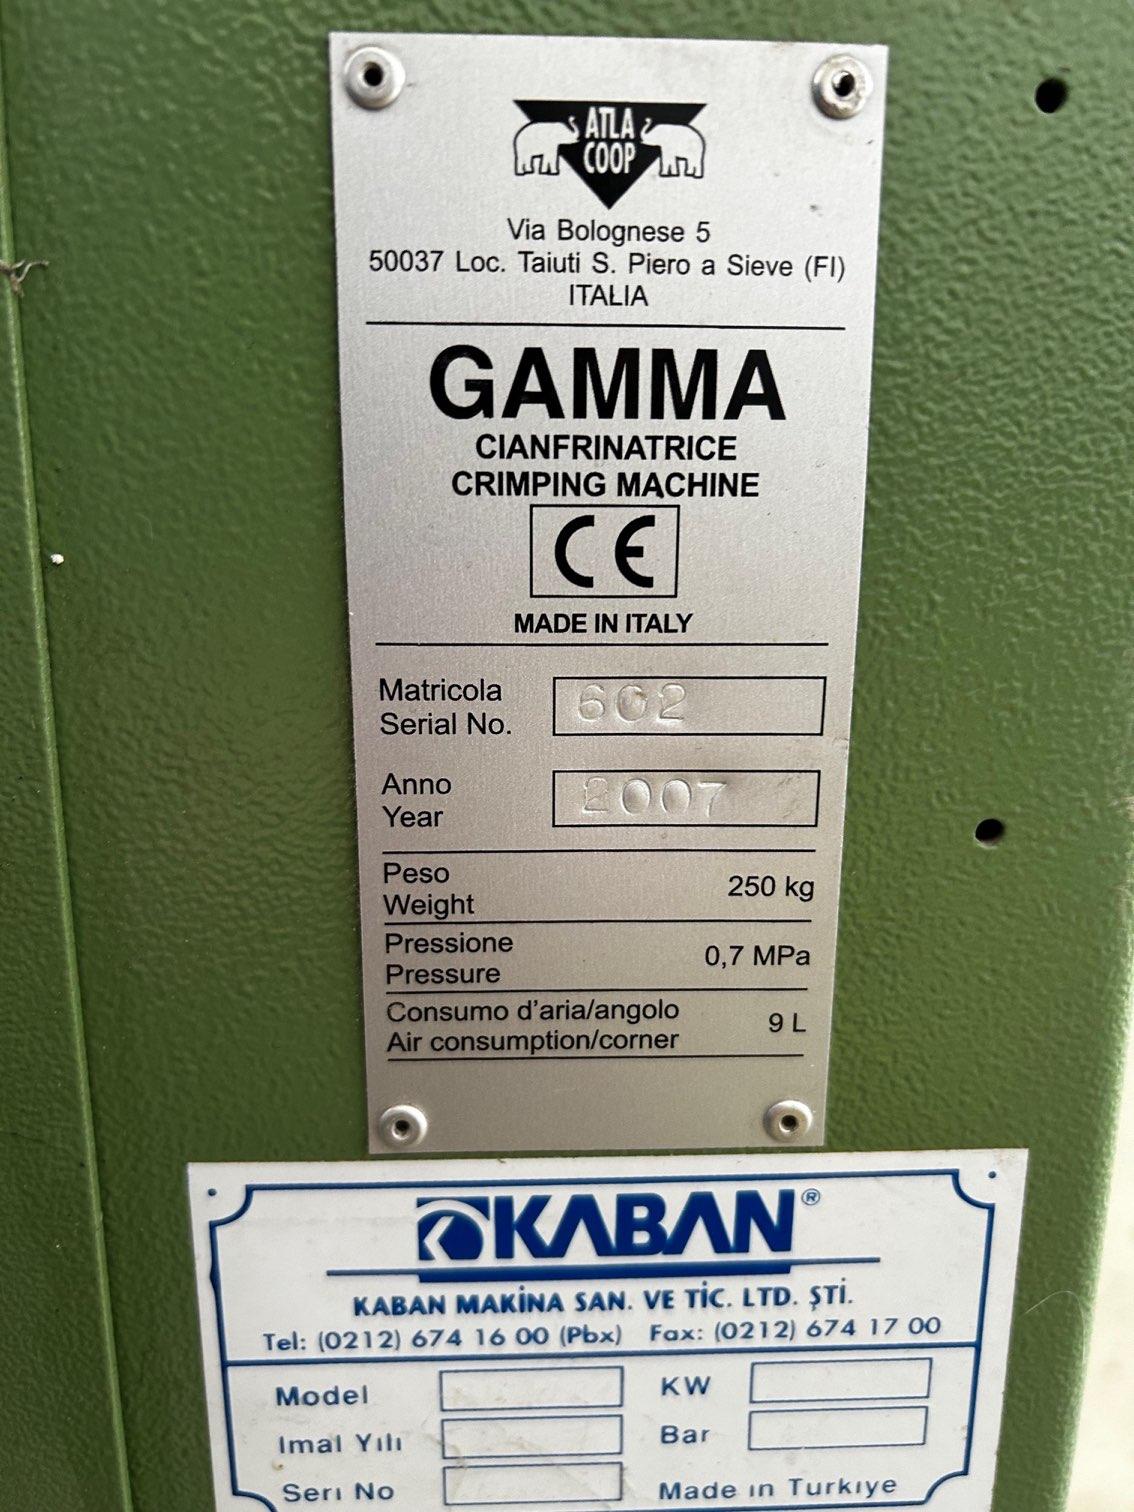 ATLA
COOP
Via Bolognese 5
50037 Loc. Taiuti S. Piero a Sieve (FI)
ITALIA
GAMMA
CIANFRINATRICE
CRIMPING MACHINE
CE
MADE IN ITALY
Matricola
Serial No.
602
Anno
Year
2007
Peso
Weight
250 kg
Pressione
Pressure
0,7 MPa
Consumo d'aria/angolo
Air consumption/corner
9 L
KABAN®
KABAN MAKİNA SAN. VE TİC. LTD. ŞTİ.
Tel: (0212) 674 16 00 (Pbx) Fax: (0212) 674 17 00
Model
KW
Imal Yılı
Bar
Serı No
Made ın Turkıye